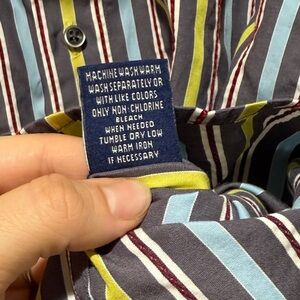 MACHINE WASH WARM
WASH SEPARATELY OR
WITH LIKE COLORS
ONLY NON-CHLORINE
BLEACH
WHEN NEEDED
TUMBLE DRY LOW
WARM IRON
IF NECESSARY